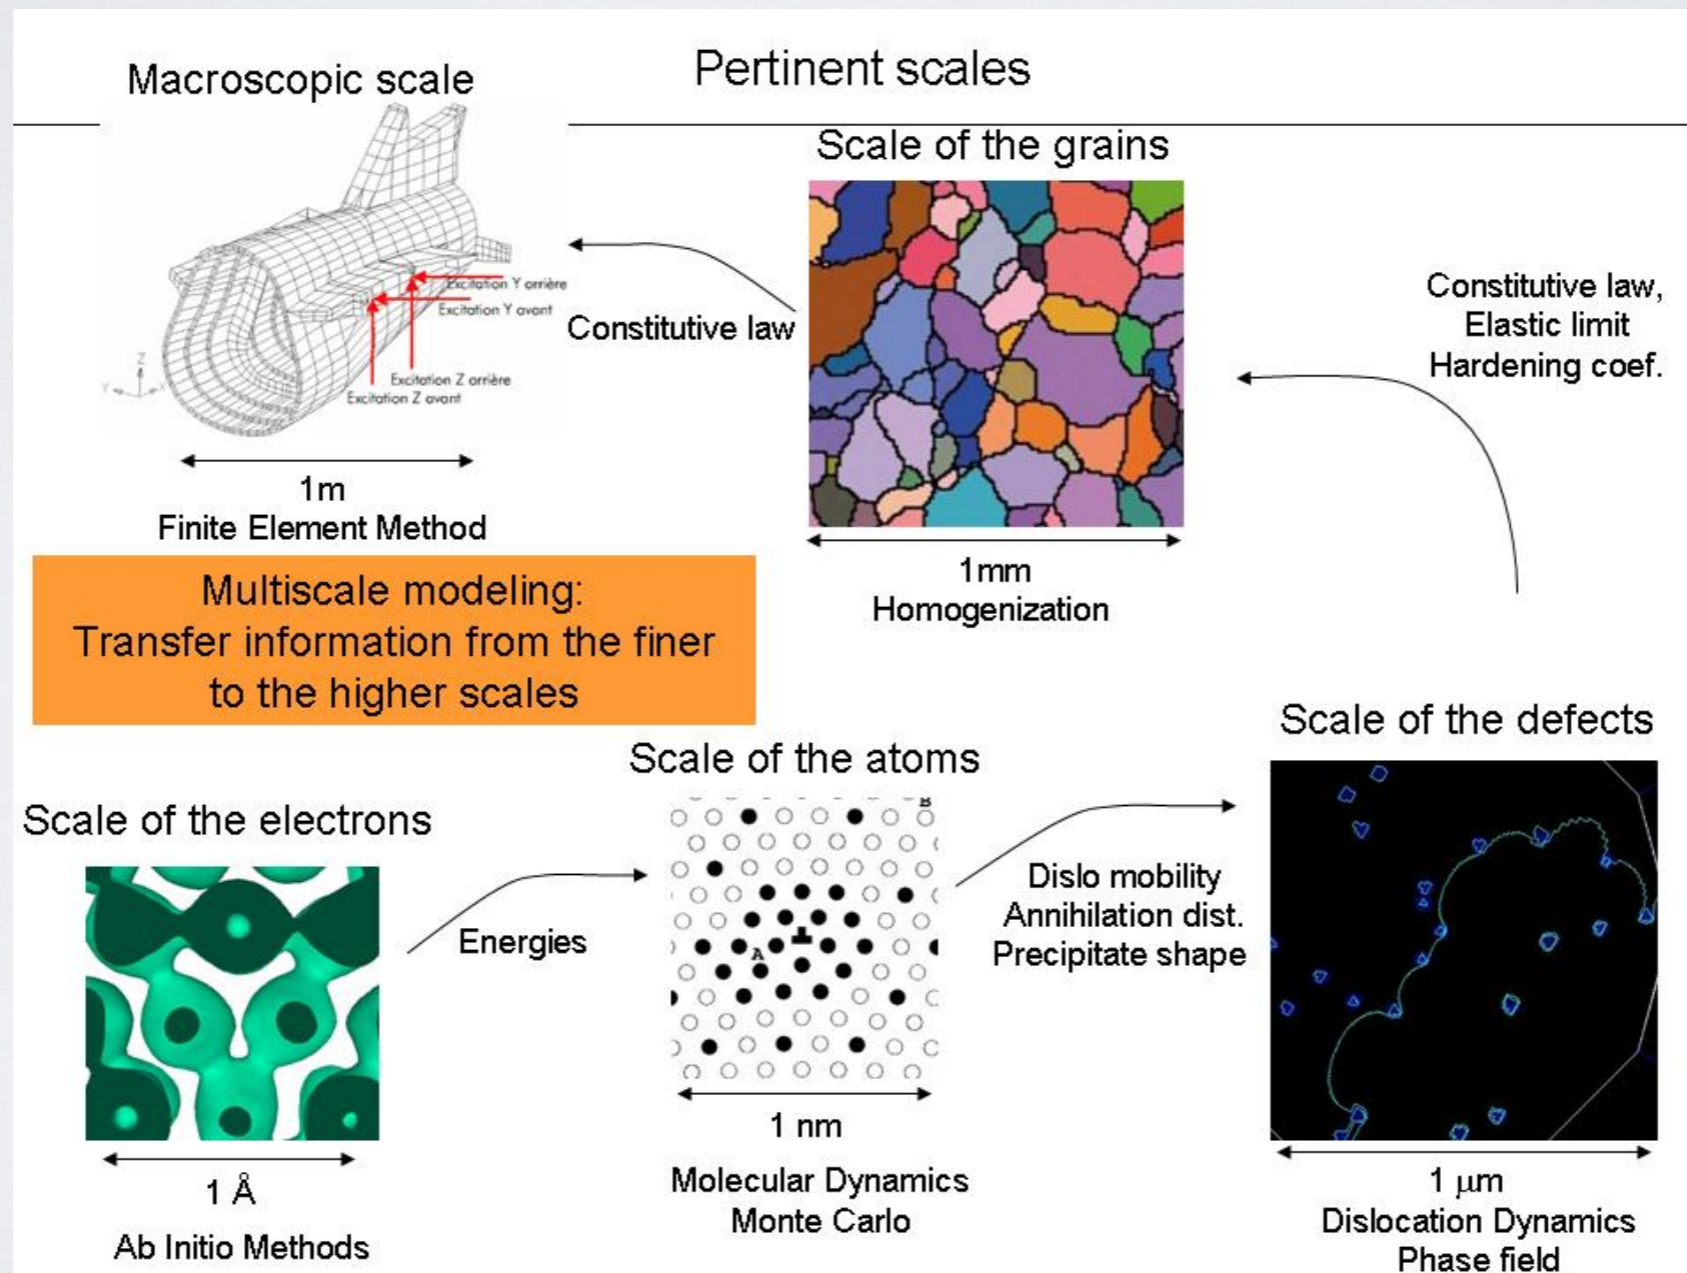 Pertinent scales
Macroscopic scale
Excitation Y arrière
Excitation Y avant
Excitation Z arrière
Excitation Z avant
Z
Y
X
1m
Finite Element Method
Constitutive law
Scale of the grains
1mm
Homogenization
Constitutive law,
Elastic limit
Hardening coef.
Multiscale modeling:
Transfer information from the finer
to the higher scales
Scale of the electrons
1 Å
Ab Initio Methods
Energies
Scale of the atoms
B
A
1 nm
Molecular Dynamics
Monte Carlo
Dislo mobility
Annihilation dist.
Precipitate shape
Scale of the defects
1 μm
Dislocation Dynamics
Phase field